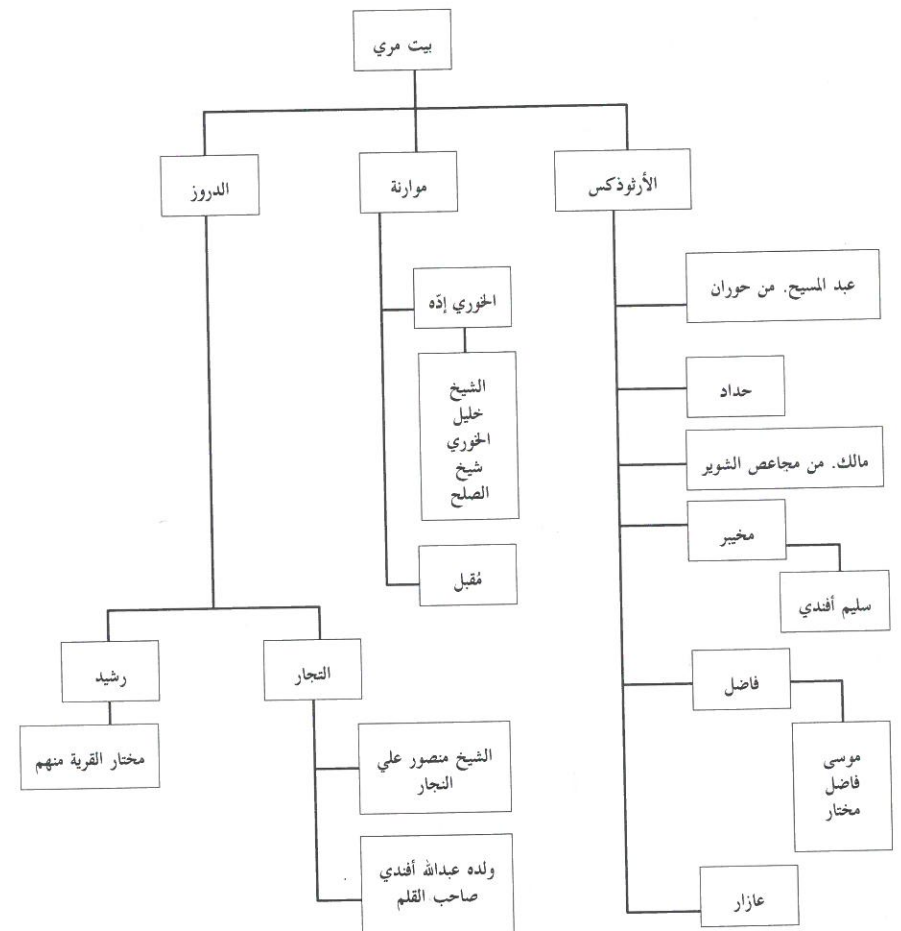 بيت مري
الأرثوذكس
موارنة
الدروز
عبد المسيح. من حوران
حداد
مالك. من مجاعص الشوير
مخيبر
سليم أفندي
فاضل
موسى
فاضل
مختار
عازار
الخوري إدّه
الشيخ
خليل
الخوري
شيخ
الصلح
مُقبل
التجار
الشيخ منصور علي
النجار
ولده عبدالله أفندي
صاحب القلم
رشيد
مختار القرية منهم